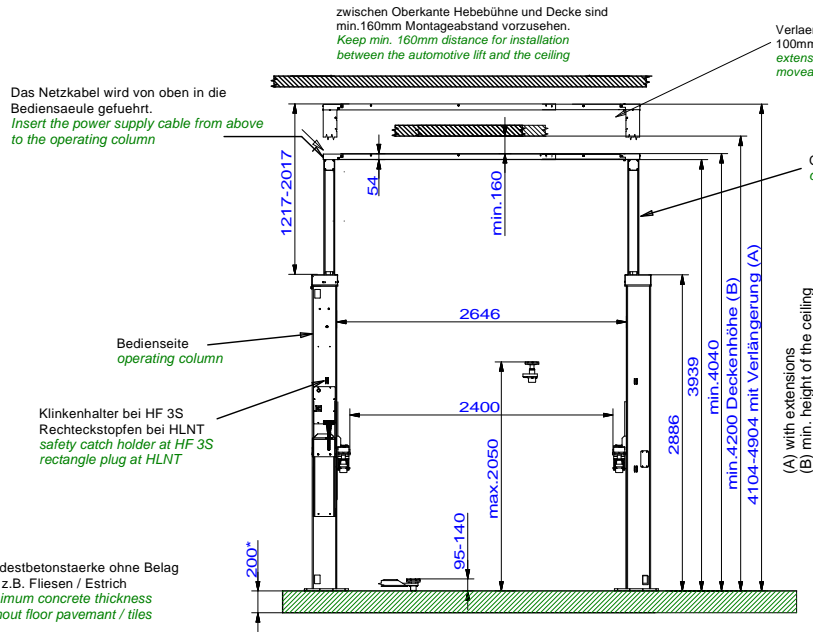 zwischen Oberkante Hebebühne und Decke sind
min.160mm Montageabstand vorzusehen.
Keep min. 160mm distance for installation
between the automotive lift and the ceiling
100mm
Das Netzkabel wird von oben in die
Bediensaeule gefuehrt.
Insert the power supply cable from above
to the operating column
1217-2017
54
min.160
2646
Bedienseite
operating column
2400
Klinkenhalter bei HF 3S
Rechteckstopfen bei HLNT
safety catch holder at HF 3S
rectangle plug at HLNT
max.2050
95-140
200*
2886
3939
min.4040
min.4200 Deckenhöhe (B)
4104-4904 mit Verlängerung (A)
(A) with extensions
(B) min. height of the ceiling
destbetonstaerke ohne Belag
z.B. Fliesen / Estrich
imum concrete thickness
out floor pavemant / tiles